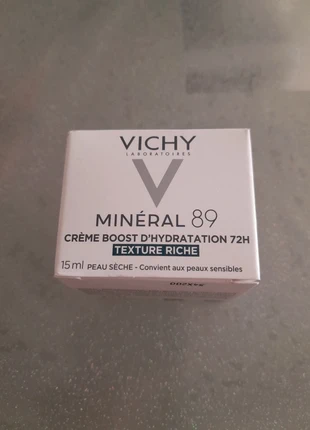 VICHY
LABORATOIRES
MINÉRAL 89
CRÈME BOOST D'HYDRATATION 72H
TEXTURE RICHE
15 ml PEAU SÈCHE - Convient aux peaux sensibles